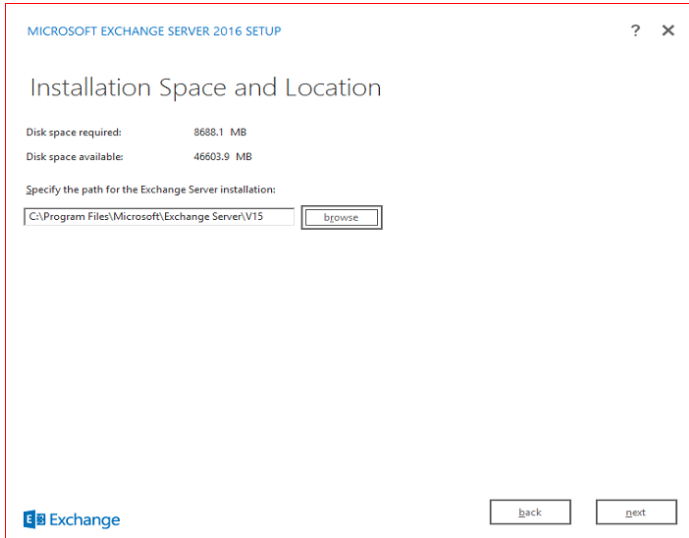 MICROSOFT EXCHANGE SERVER 2016 SETUP ? ✕
Installation Space and Location
Disk space required: 8688.1 MB
Disk space available: 46603.9 MB
Specify the path for the Exchange Server installation:
C:\Program Files\Microsoft\Exchange Server\V15 browse
E Exchange back next